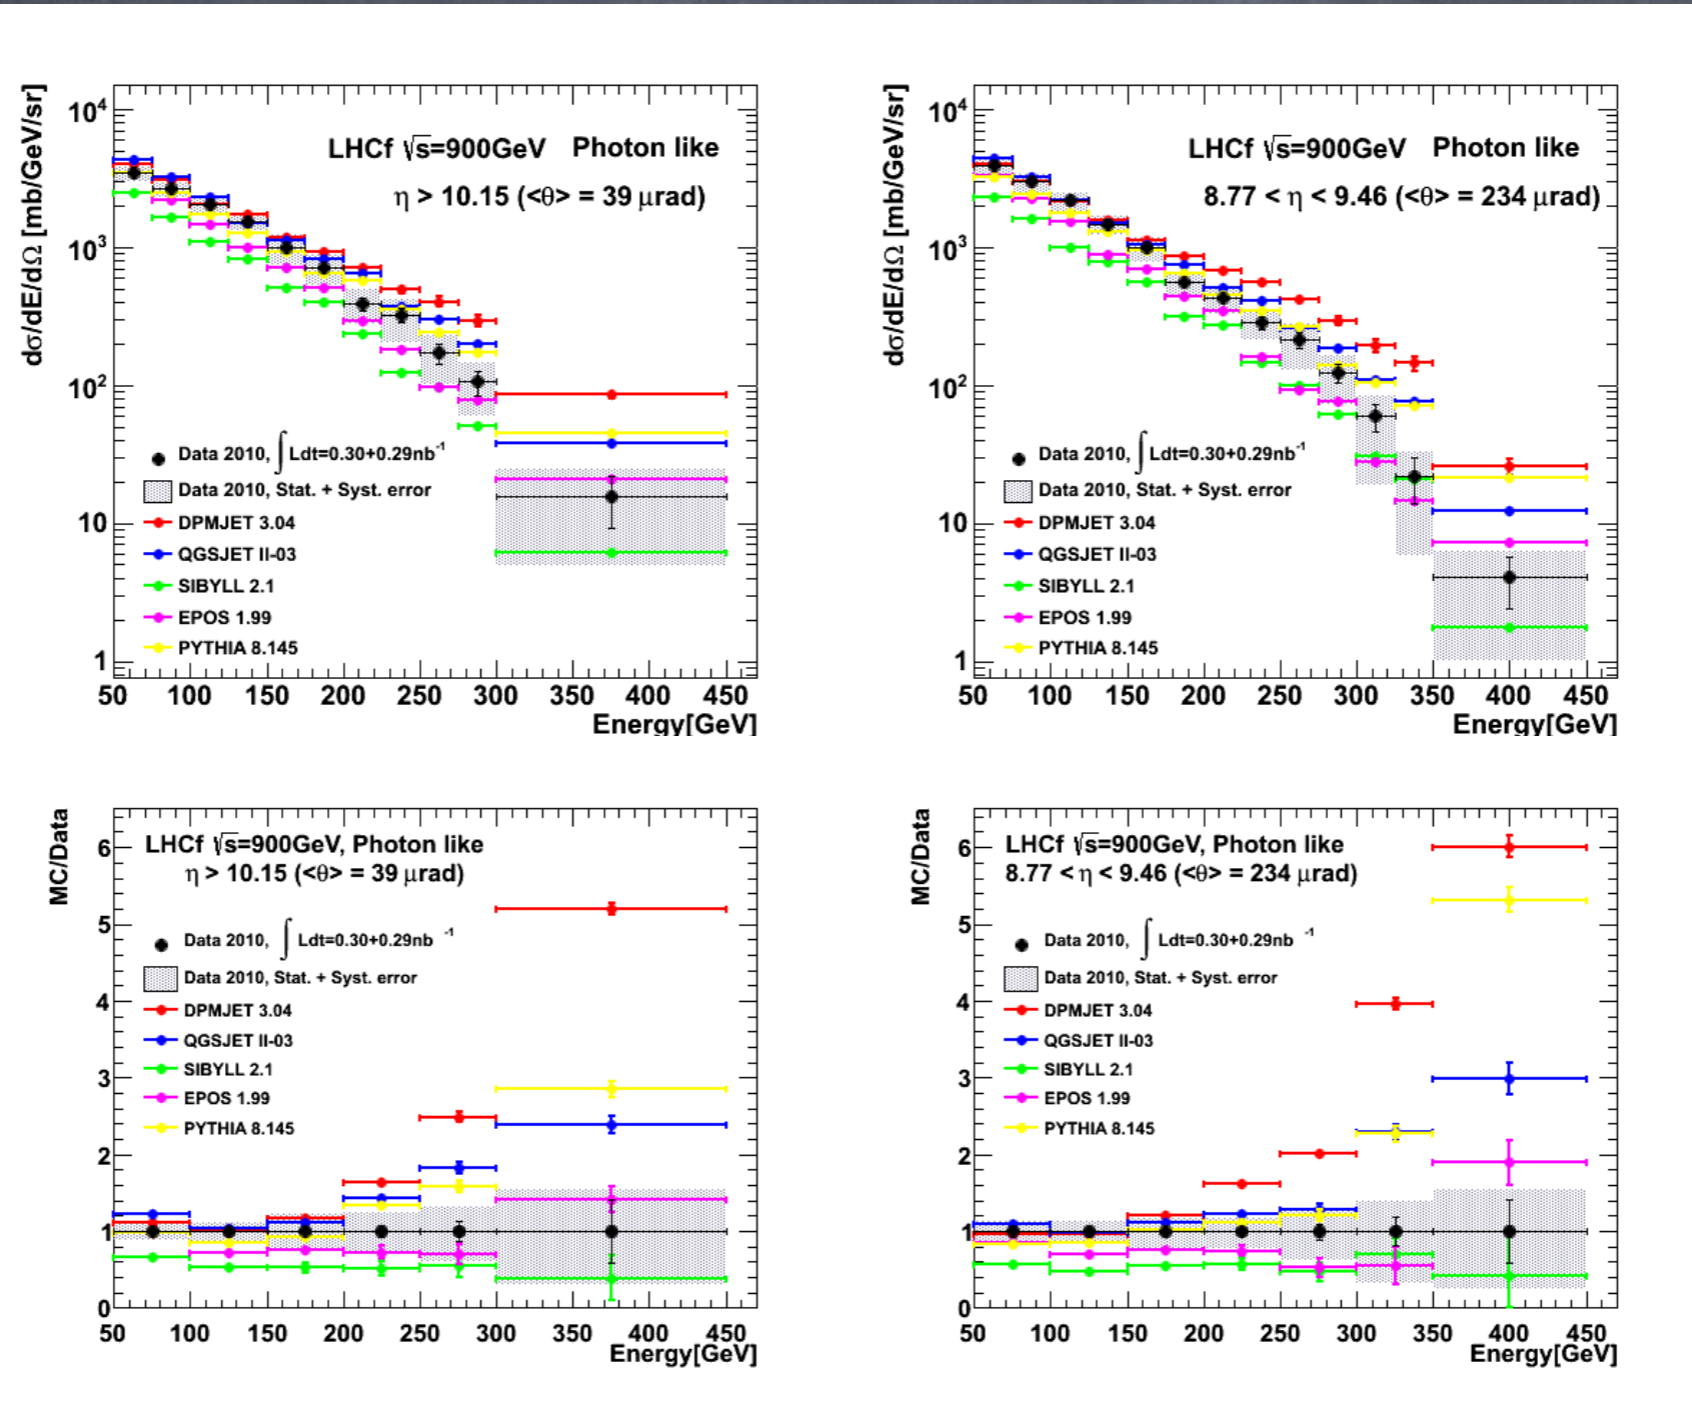 dσ/dE/dΩ [mb/GeV/sr]
10⁴
10³
10²
10
1
LHCf √s=900GeV Photon like
η > 10.15 (<θ> = 39 μrad)
Data 2010, ∫ Ldt=0.30+0.29nb⁻¹
Data 2010, Stat. + Syst. error
DPMJET 3.04
QGSJET II-03
SIBYLL 2.1
EPOS 1.99
PYTHIA 8.145
50 100 150 200 250 300 350 400 450
Energy[GeV]
dσ/dE/dΩ [mb/GeV/sr]
10⁴
10³
10²
10
1
LHCf √s=900GeV Photon like
8.77 < η < 9.46 (<θ> = 234 μrad)
Data 2010, ∫ Ldt=0.30+0.29nb⁻¹
Data 2010, Stat. + Syst. error
DPMJET 3.04
QGSJET II-03
SIBYLL 2.1
EPOS 1.99
PYTHIA 8.145
50 100 150 200 250 300 350 400 450
Energy[GeV]
MC/Data
6
5
4
3
2
1
0
LHCf √s=900GeV, Photon like
η > 10.15 (<θ> = 39 μrad)
Data 2010, ∫ Ldt=0.30+0.29nb ⁻¹
Data 2010, Stat. + Syst. error
DPMJET 3.04
QGSJET II-03
SIBYLL 2.1
EPOS 1.99
PYTHIA 8.145
50 100 150 200 250 300 350 400 450
Energy[GeV]
MC/Data
6
5
4
3
2
1
0
LHCf √s=900GeV, Photon like
8.77 < η < 9.46 (<θ> = 234 μrad)
Data 2010, ∫ Ldt=0.30+0.29nb ⁻¹
Data 2010, Stat. + Syst. error
DPMJET 3.04
QGSJET II-03
SIBYLL 2.1
EPOS 1.99
PYTHIA 8.145
50 100 150 200 250 300 350 400 450
Energy[GeV]